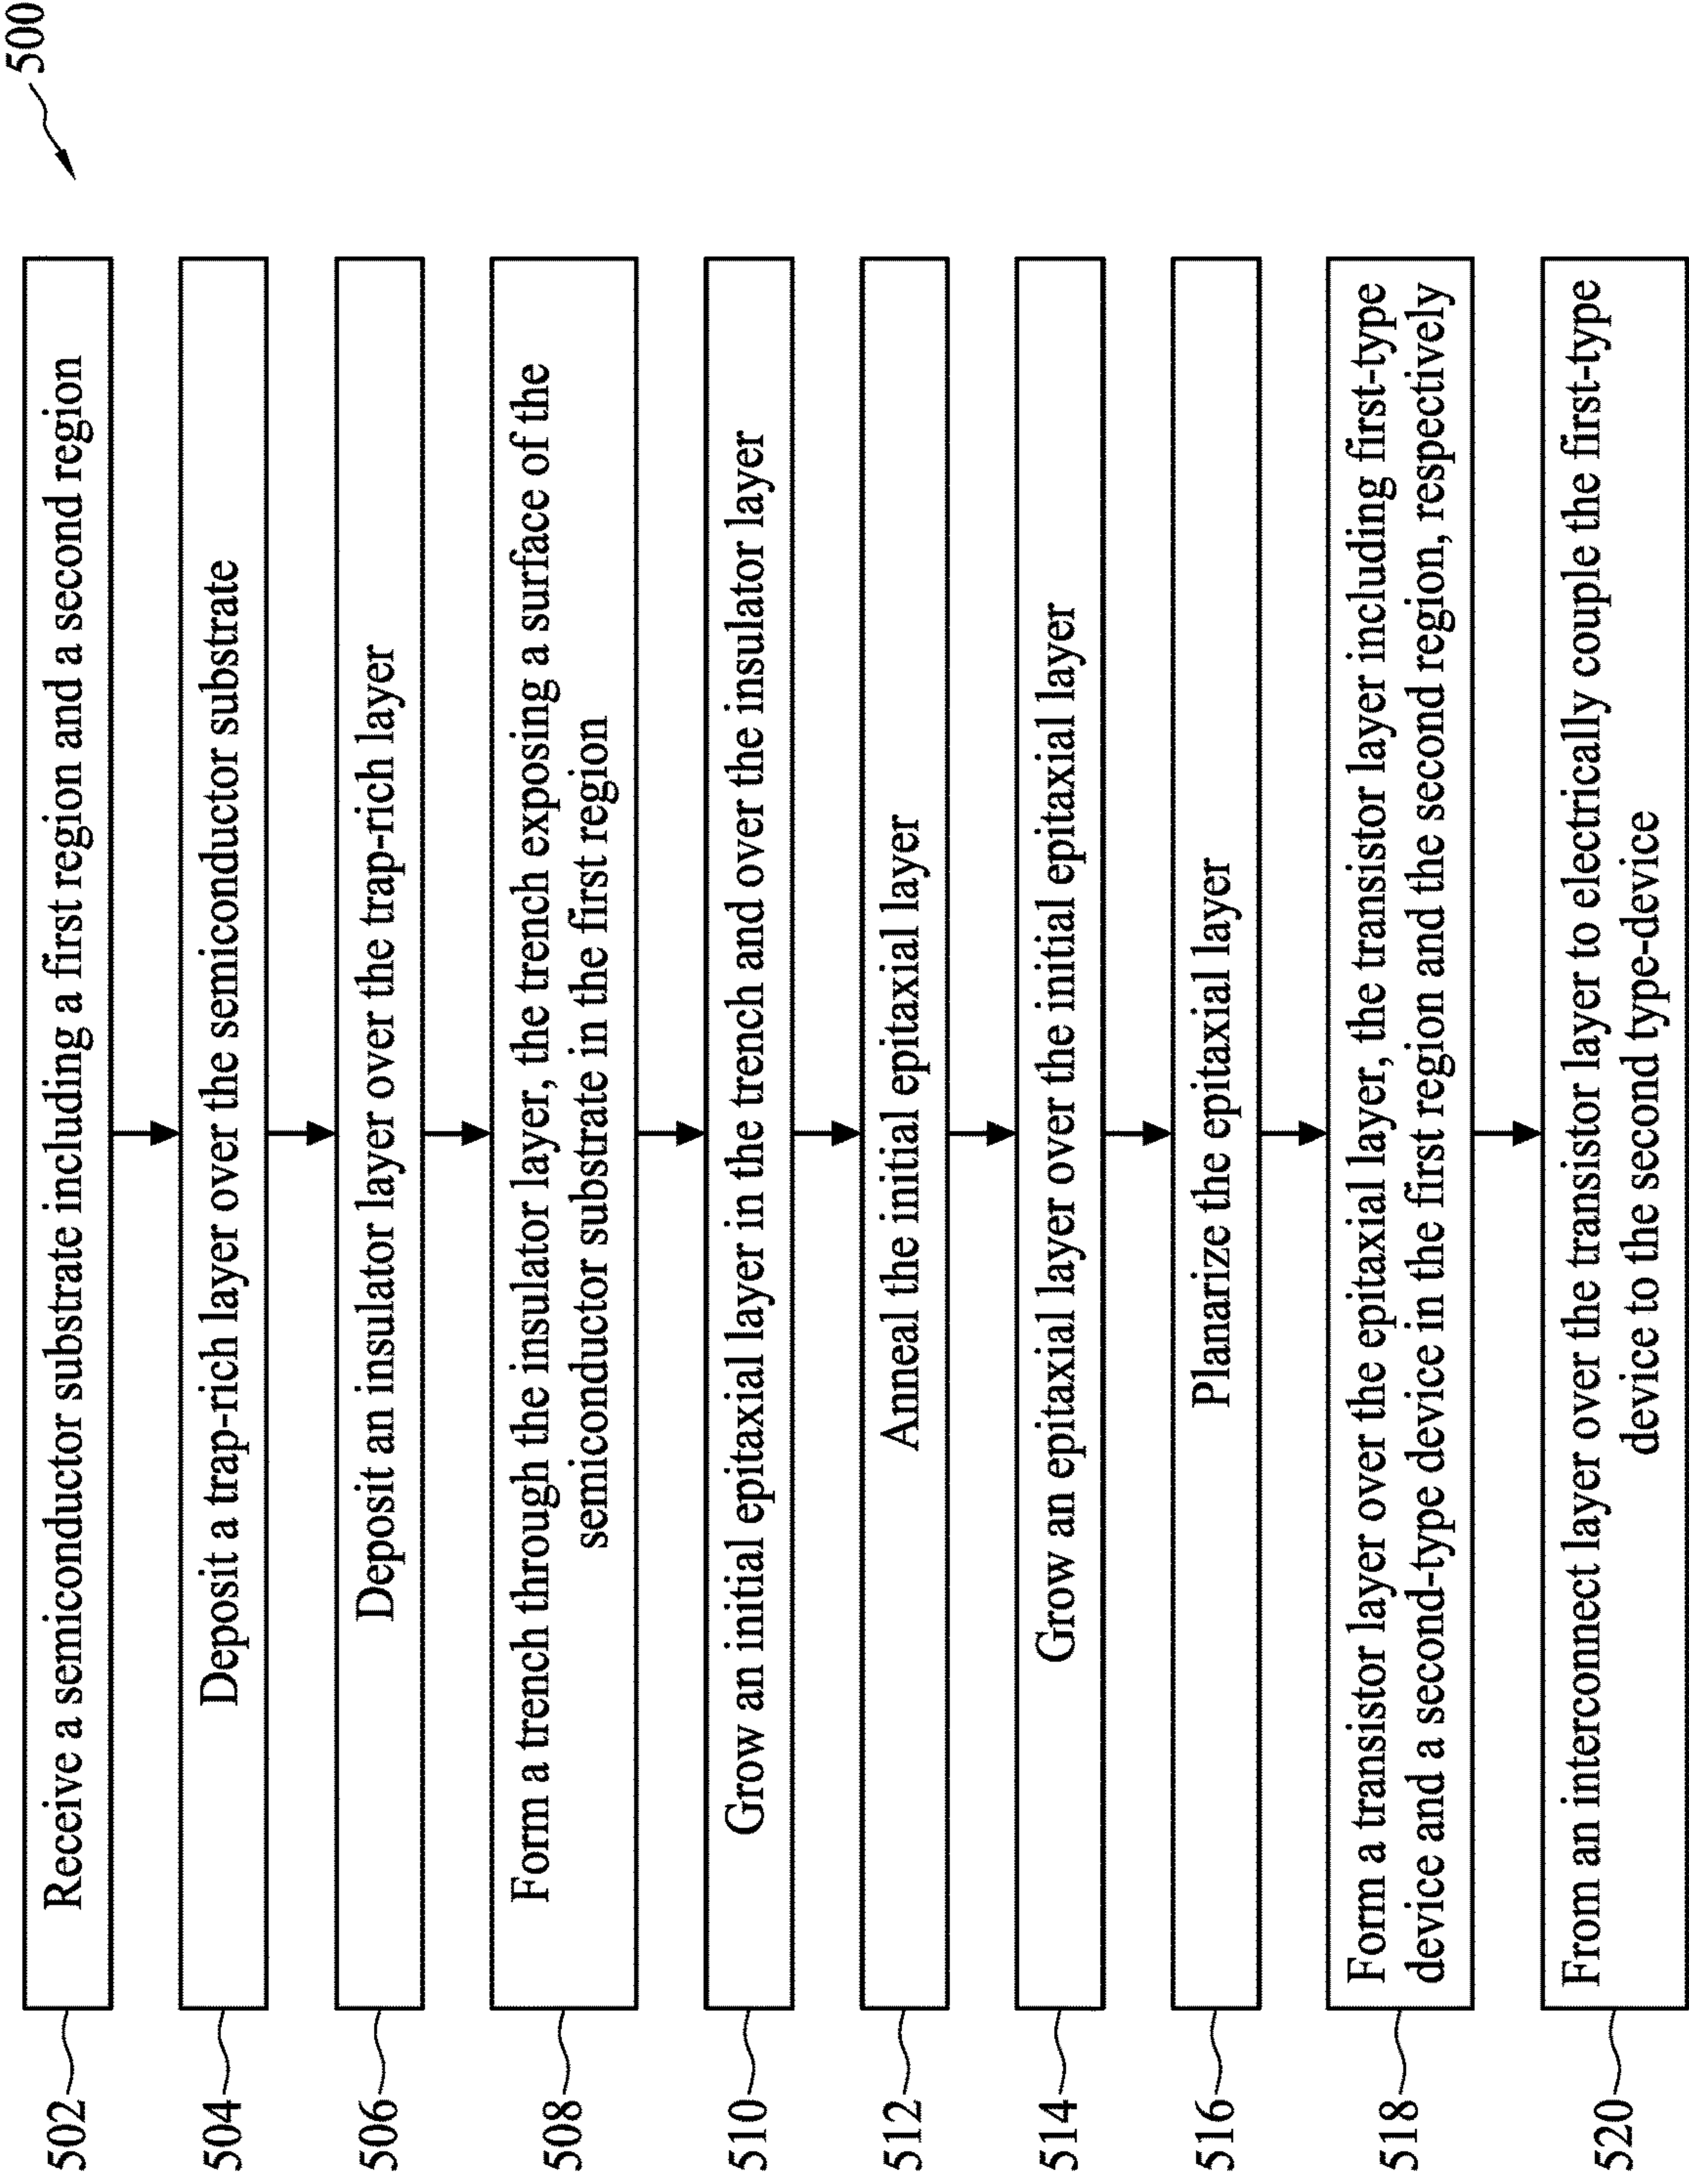 500
502
Receive a semiconductor substrate including a first region and a second region
504
Deposit a trap-rich layer over the semiconductor substrate
506
Deposit an insulator layer over the trap-rich layer
508
Form a trench through the insulator layer, the trench exposing a surface of the
semiconductor substrate in the first region
510
Grow an initial epitaxial layer in the trench and over the insulator layer
512
Anneal the initial epitaxial layer
514
Grow an epitaxial layer over the initial epitaxial layer
516
Planarize the epitaxial layer
518
Form a transistor layer over the epitaxial layer, the transistor layer including first-type
device and a second-type device in the first region and the second region, respectively
520
From an interconnect layer over the transistor layer to electrically couple the first-type
device to the second type-device